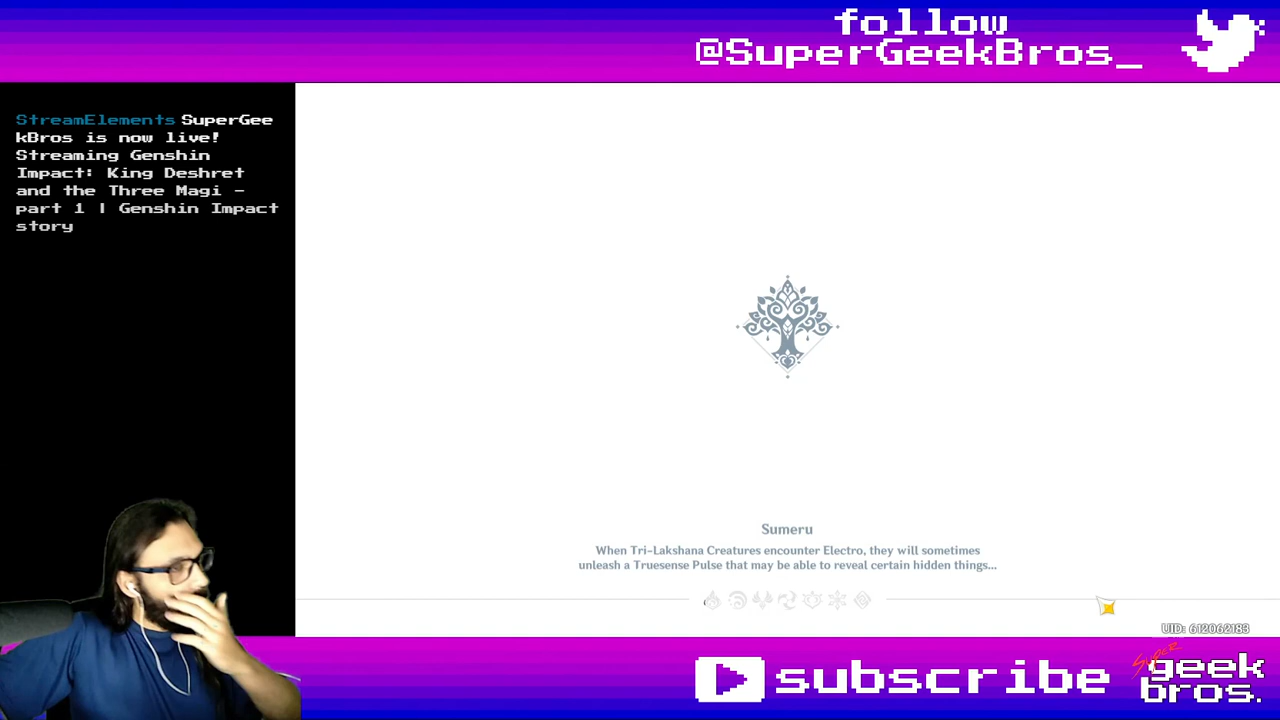 follow
@SuperGeekBros_
StreamElements SuperGee
kBros is now live!
Streaming Genshin
Impact: King Deshret
and the Three Magi -
part 1 | Genshin Impact
story
Sumeru
When Tri-Lakshana Creatures encounter Electro, they will sometimes
unleash a Truesense Pulse that may be able to reveal certain hidden things...
UID: 612062183
subscribe
super
geek
bros.